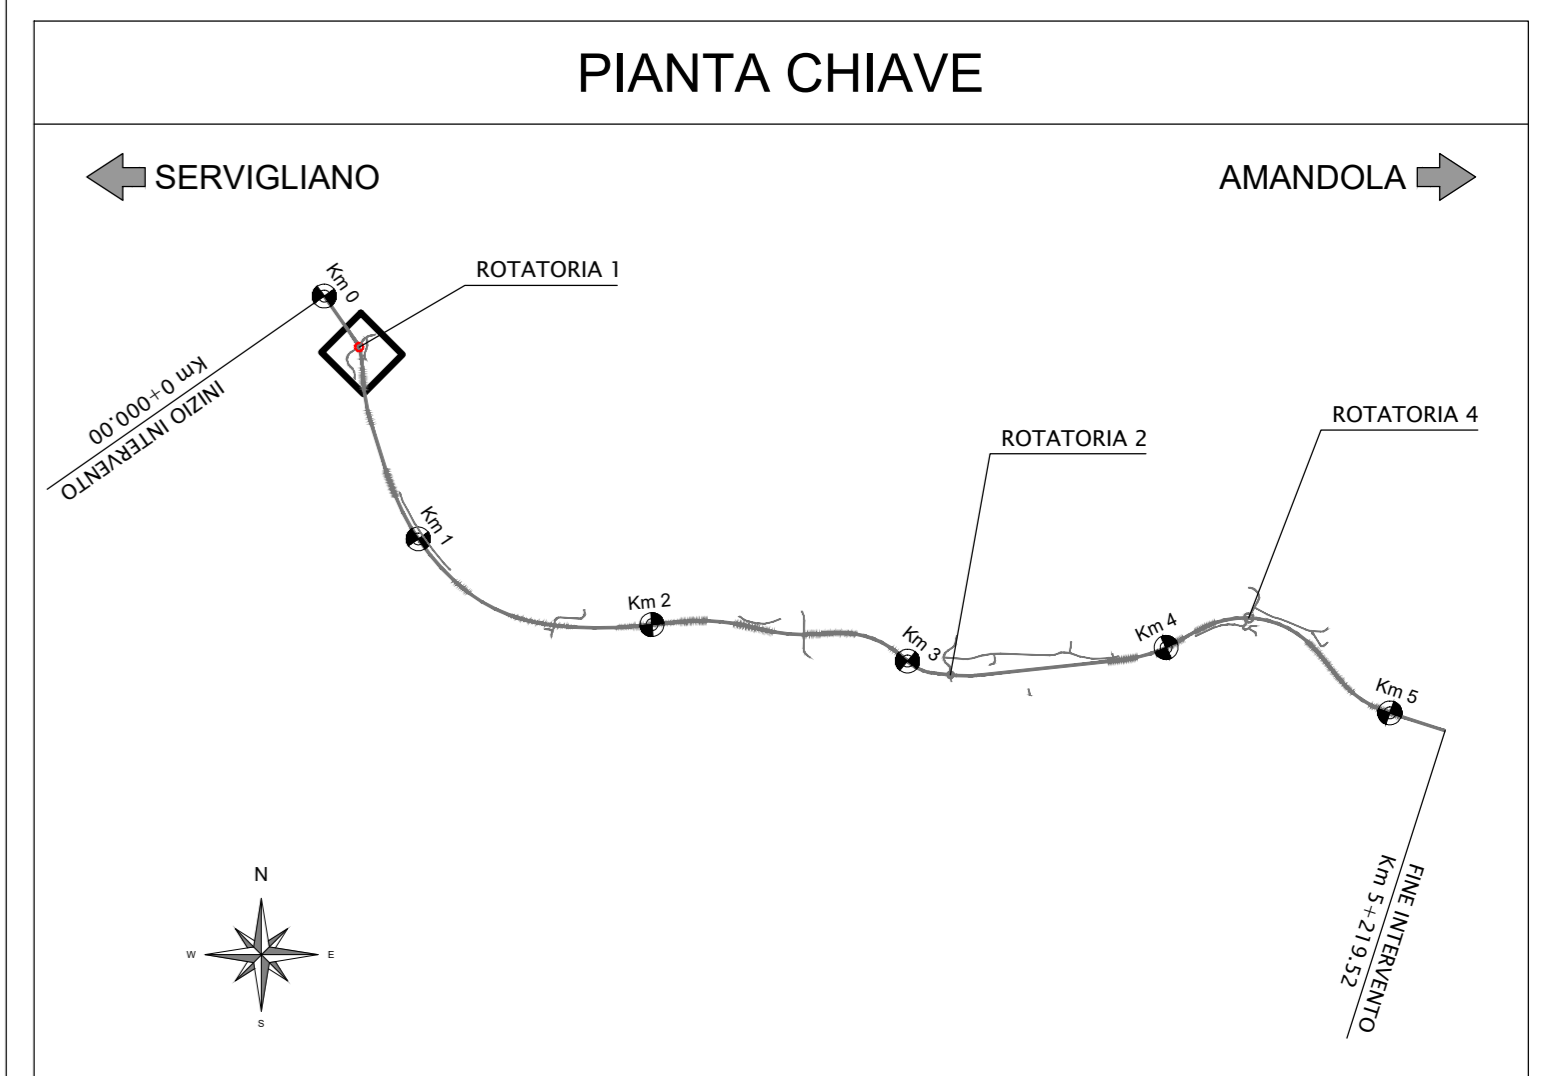 PIANTA CHIAVE
SERVIGLIANO
AMANDOLA
Km 0
ROTATORIA 1
Km 0+000.00
INIZIO INTERVENTO
ROTATORIA 4
ROTATORIA 2
Km 1
Km 2
Km 3
Km 4
Km 5
FINE INTERVENTO
Km 5+219.52
N
W
E
S